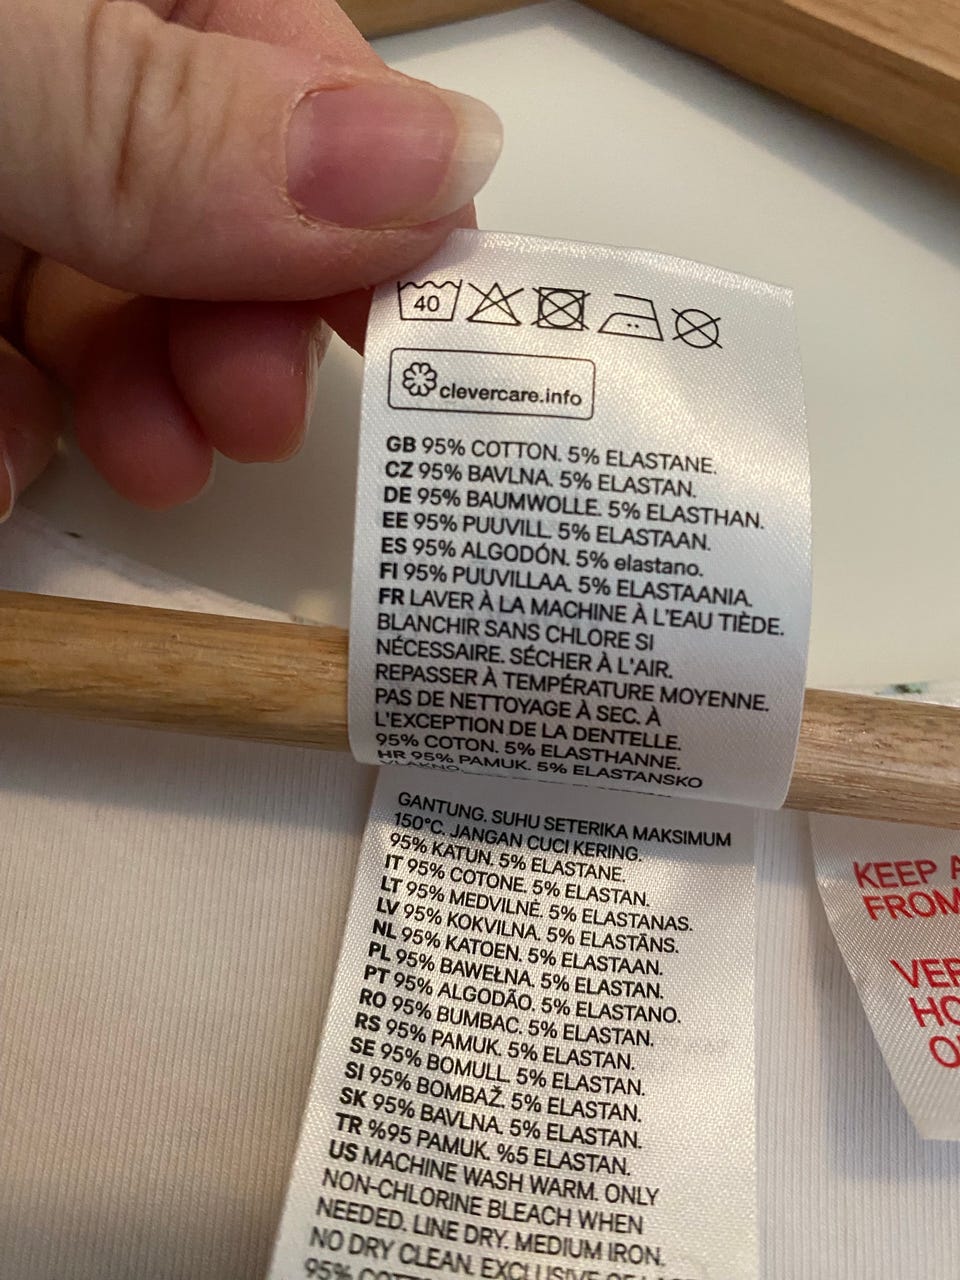 40
clevercare.info
GB 95% COTTON. 5% ELASTANE.
CZ 95% BAVLNA. 5% ELASTAN.
DE 95% BAUMWOLLE. 5% ELASTHAN.
EE 95% PUUVILL. 5% ELASTAAN.
ES 95% ALGODÓN. 5% elastano.
FI 95% PUUVILLAA. 5% ELASTAANIA.
FR LAVER À LA MACHINE À L'EAU TIÈDE.
BLANCHIR SANS CHLORE SI
NÉCESSAIRE. SÉCHER À L'AIR.
REPASSER À TEMPÉRATURE MOYENNE.
PAS DE NETTOYAGE À SEC. À
L'EXCEPTION DE LA DENTELLE.
95% COTON. 5% ELASTHANNE.
HR 95% PAMUK. 5% ELASTANSKO
GANTUNG. SUHU SETERIKA MAKSIMUM
150°C. JANGAN CUCI KERING.
95% KATUN. 5% ELASTANE.
IT 95% COTONE. 5% ELASTAN.
LT 95% MEDVILNĖ. 5% ELASTANAS.
LV 95% KOKVILNA. 5% ELASTĀNS.
NL 95% KATOEN. 5% ELASTAAN.
PL 95% BAWEŁNA. 5% ELASTAN.
PT 95% ALGODÃO. 5% ELASTANO.
RO 95% BUMBAC. 5% ELASTAN.
RS 95% PAMUK. 5% ELASTAN.
SE 95% BOMULL. 5% ELASTAN.
SI 95% BOMBAŽ. 5% ELASTAN.
SK 95% BAVLNA. 5% ELASTAN.
TR %95 PAMUK. %5 ELASTAN.
US MACHINE WASH WARM. ONLY
NON-CHLORINE BLEACH WHEN
NEEDED. LINE DRY. MEDIUM IRON.
NO DRY CLEAN. EXCLUSIVE OF
95%
KEEP
FROM